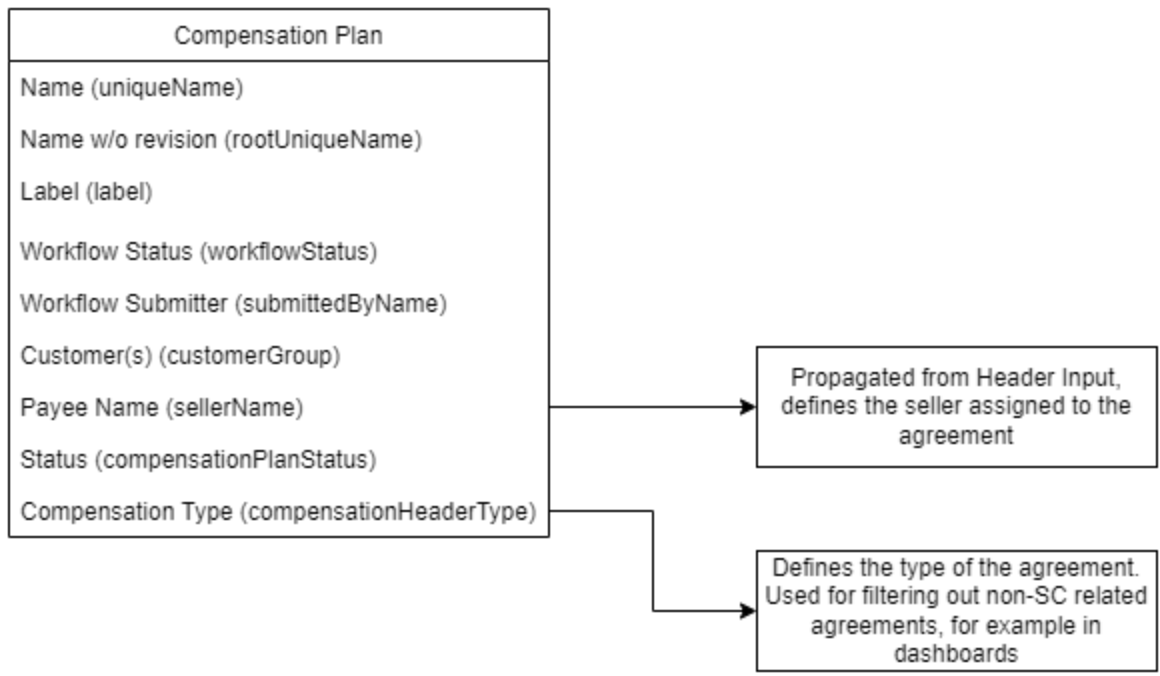 Compensation Plan
Name (uniqueName)
Name w/o revision (rootUniqueName)
Label (label)
Workflow Status (workflowStatus)
Workflow Submitter (submittedByName)
Customer(s) (customerGroup)
Payee Name (sellerName)
Status (compensationPlanStatus)
Compensation Type (compensationHeaderType)
Propagated from Header Input,
defines the seller assigned to the
agreement
Defines the type of the agreement.
Used for filtering out non-SC related
agreements, for example in
dashboards